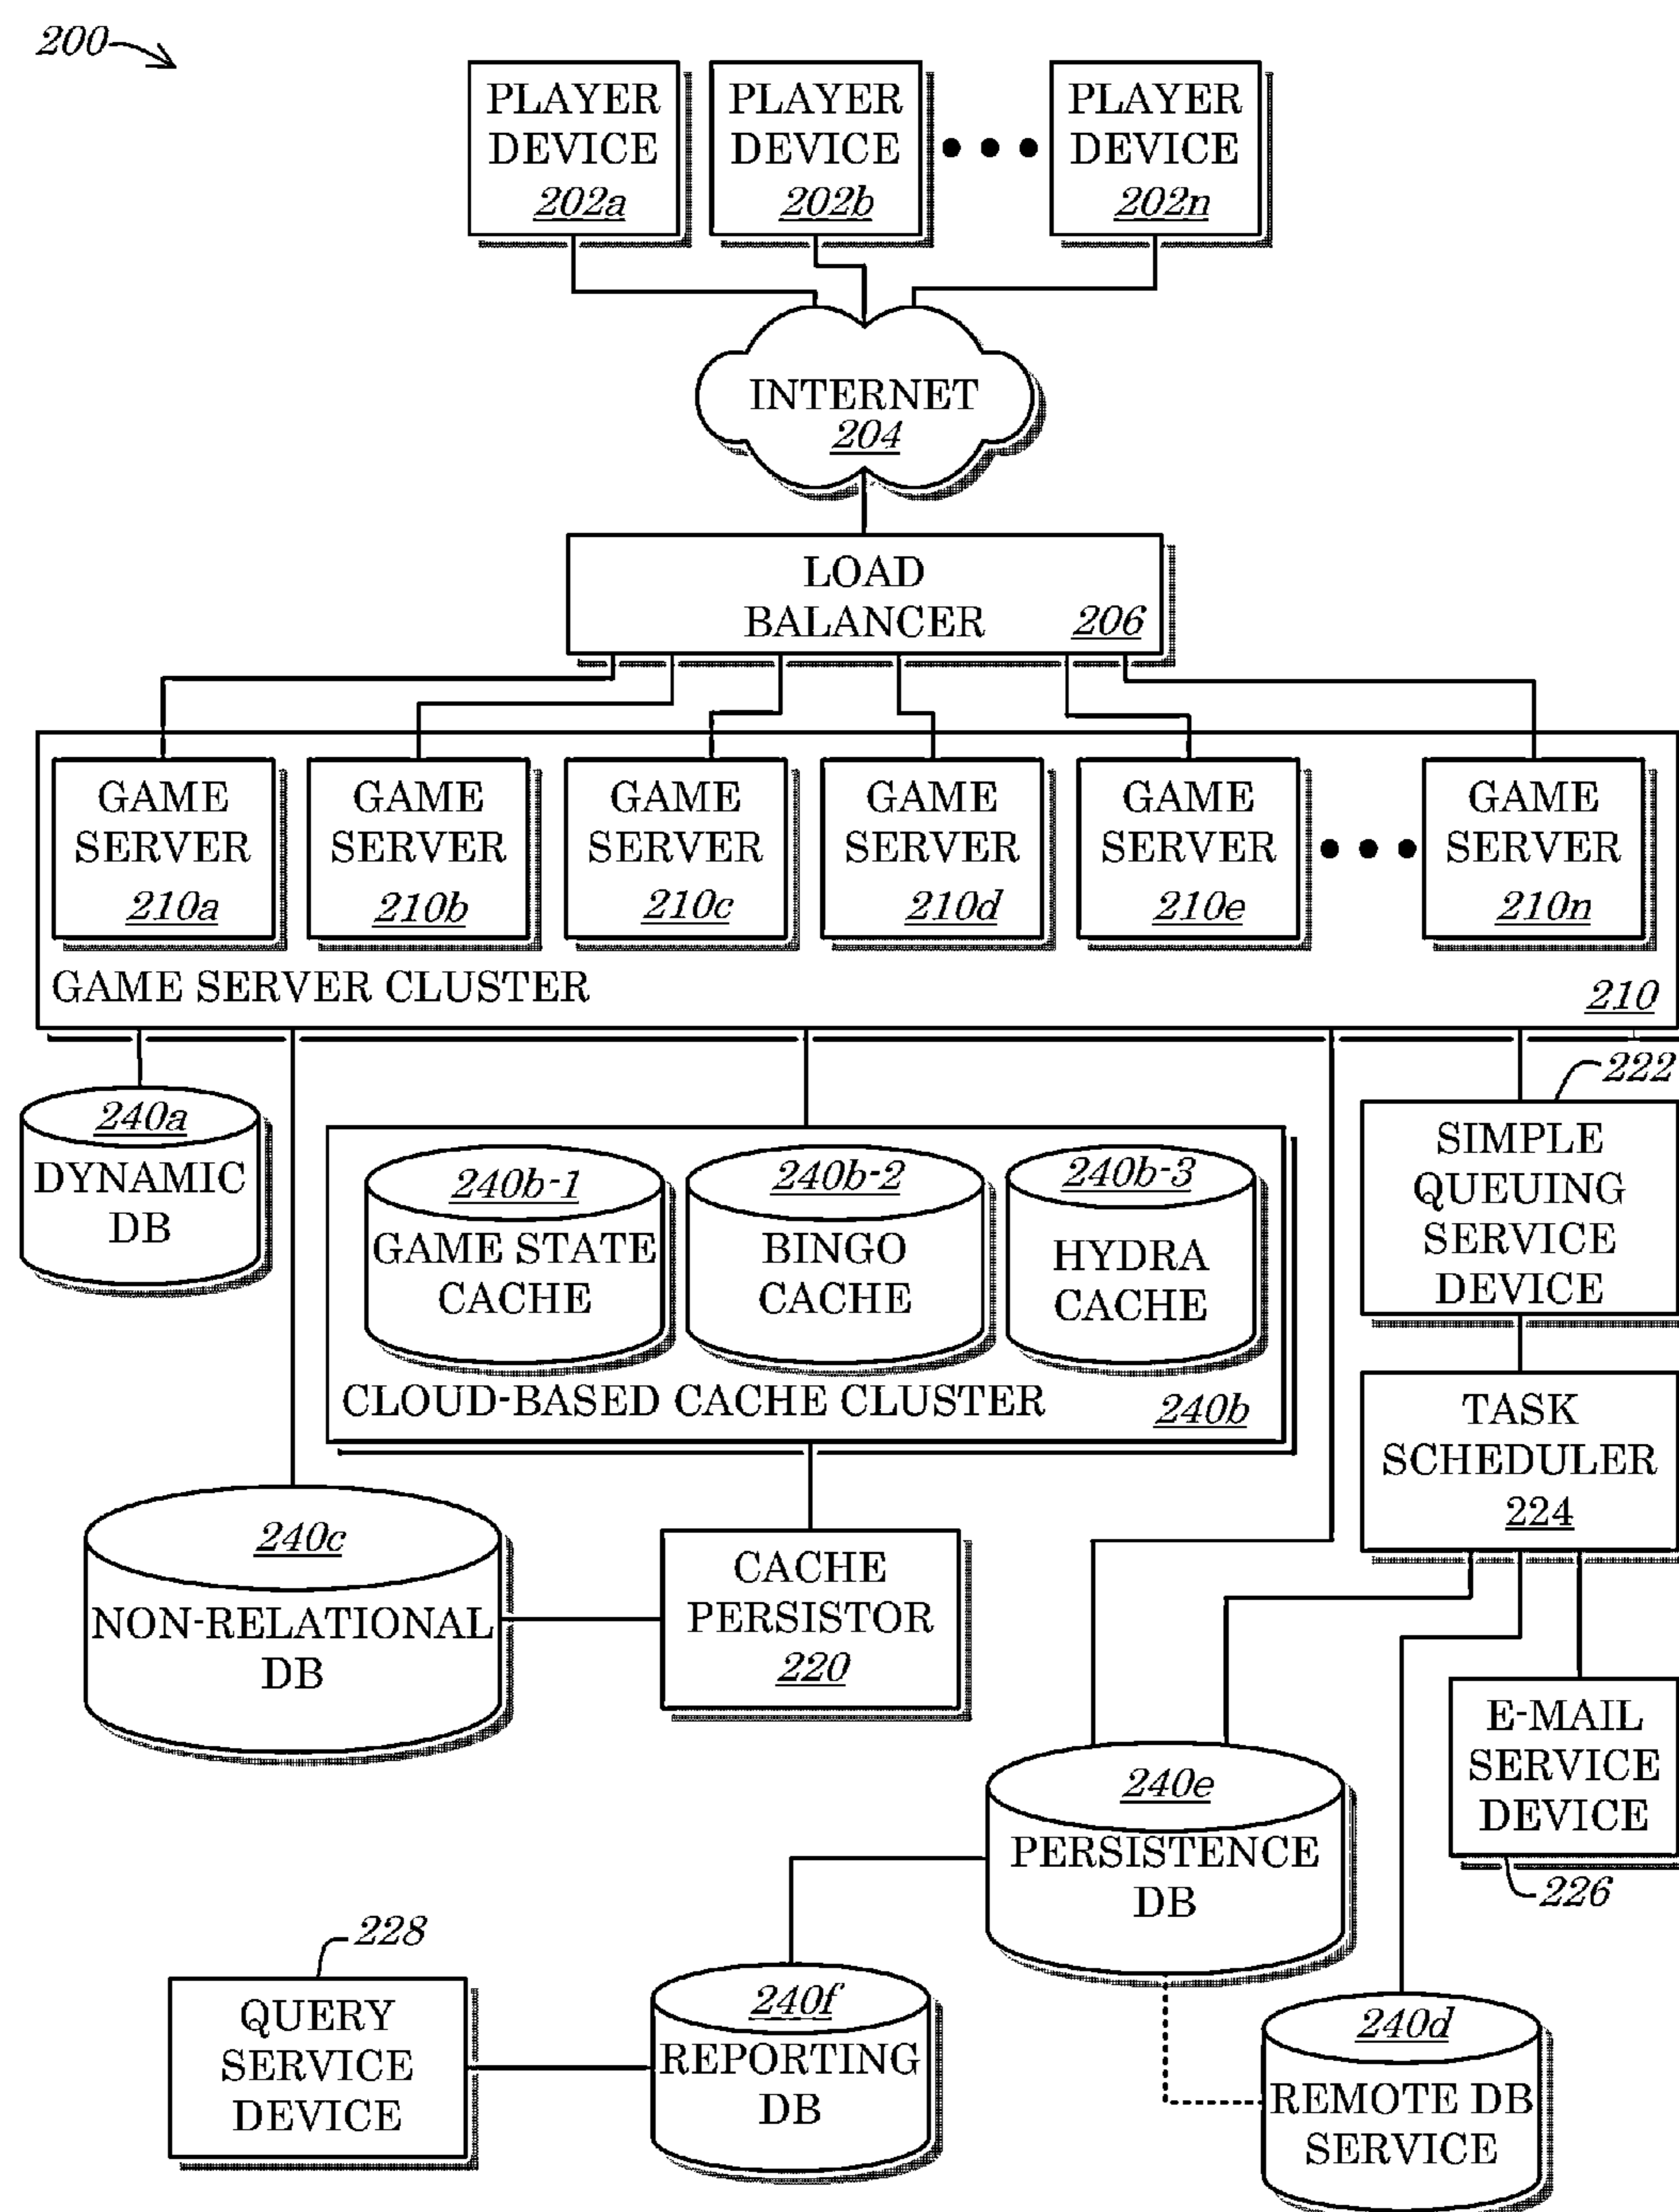 200
PLAYER
DEVICE
202a
PLAYER
DEVICE
202b
PLAYER
DEVICE
202n
INTERNET
204
LOAD
BALANCER
206
GAME
SERVER
210a
GAME
SERVER
210b
GAME
SERVER
210c
GAME
SERVER
210d
GAME
SERVER
210e
GAME
SERVER
210n
GAME SERVER CLUSTER
210
240a
DYNAMIC
DB
240b-1
GAME STATE
CACHE
240b-2
BINGO
CACHE
240b-3
HYDRA
CACHE
CLOUD-BASED CACHE CLUSTER
240b
222
SIMPLE
QUEUING
SERVICE
DEVICE
TASK
SCHEDULER
224
240c
NON-RELATIONAL
DB
CACHE
PERSISTOR
220
E-MAIL
SERVICE
DEVICE
226
240e
PERSISTENCE
DB
228
QUERY
SERVICE
DEVICE
240f
REPORTING
DB
240d
REMOTE DB
SERVICE